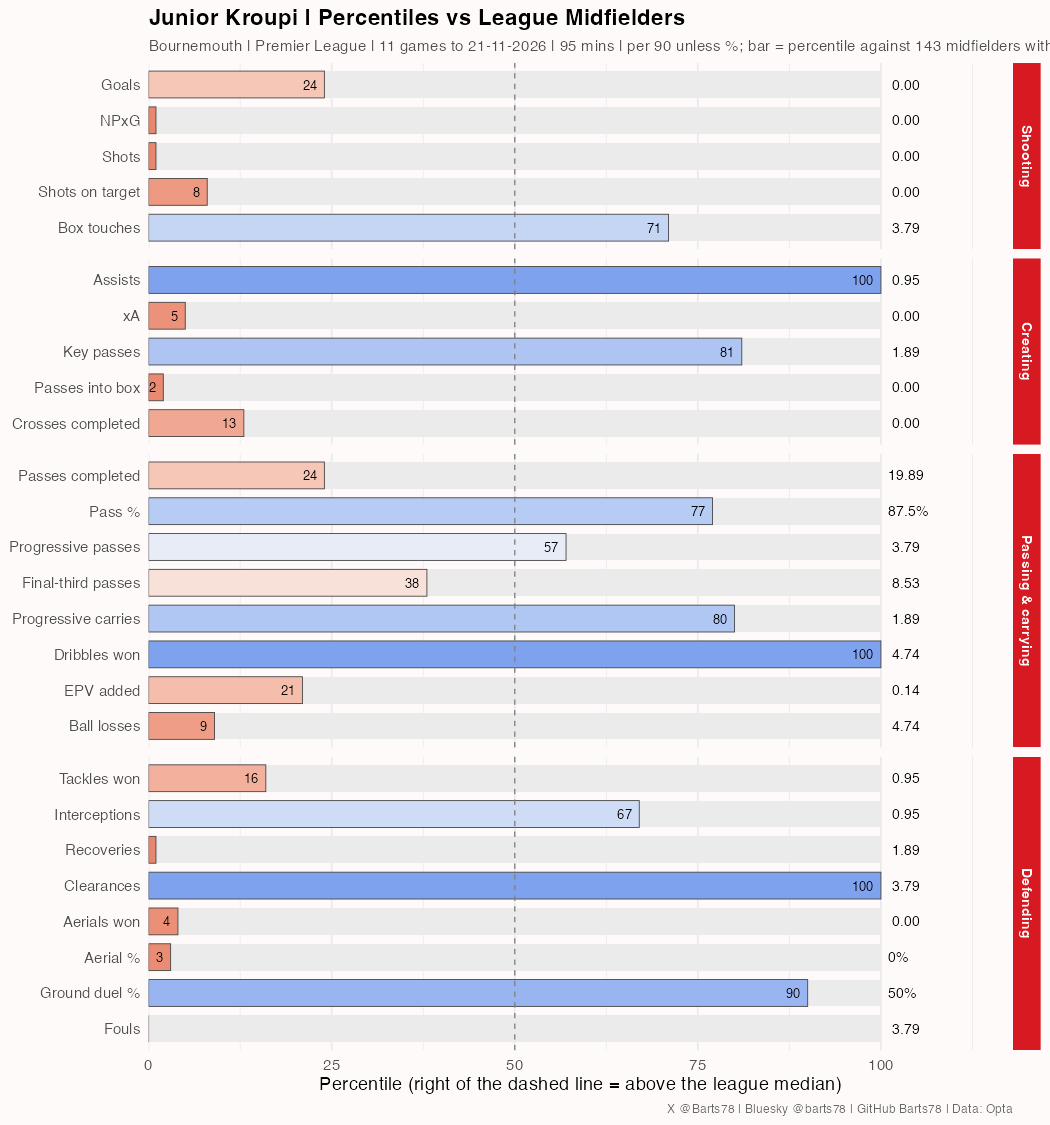 Junior Kroupi | Percentiles vs League Midfielders
Bournemouth | Premier League | 11 games to 21-11-2026 | 95 mins | per 90 unless %; bar = percentile against 143 midfielders with
Goals 24 0.00
NPxG 0.00
Shots 0.00
Shots on target 8 0.00
Box touches 71 3.79
Shooting
Assists 100 0.95
xA 5 0.00
Key passes 81 1.89
Passes into box 2 0.00
Crosses completed 13 0.00
Creating
Passes completed 24 19.89
Pass % 77 87.5%
Progressive passes 57 3.79
Final-third passes 38 8.53
Progressive carries 80 1.89
Dribbles won 100 4.74
EPV added 21 0.14
Ball losses 9 4.74
Passing & carrying
Tackles won 16 0.95
Interceptions 67 0.95
Recoveries 1.89
Clearances 100 3.79
Aerials won 4 0.00
Aerial % 3 0%
Ground duel % 90 50%
Fouls 3.79
Defending
0 25 50 75 100
Percentile (right of the dashed line = above the league median)
X @Barts78 | Bluesky @barts78 | GitHub Barts78 | Data: Opta